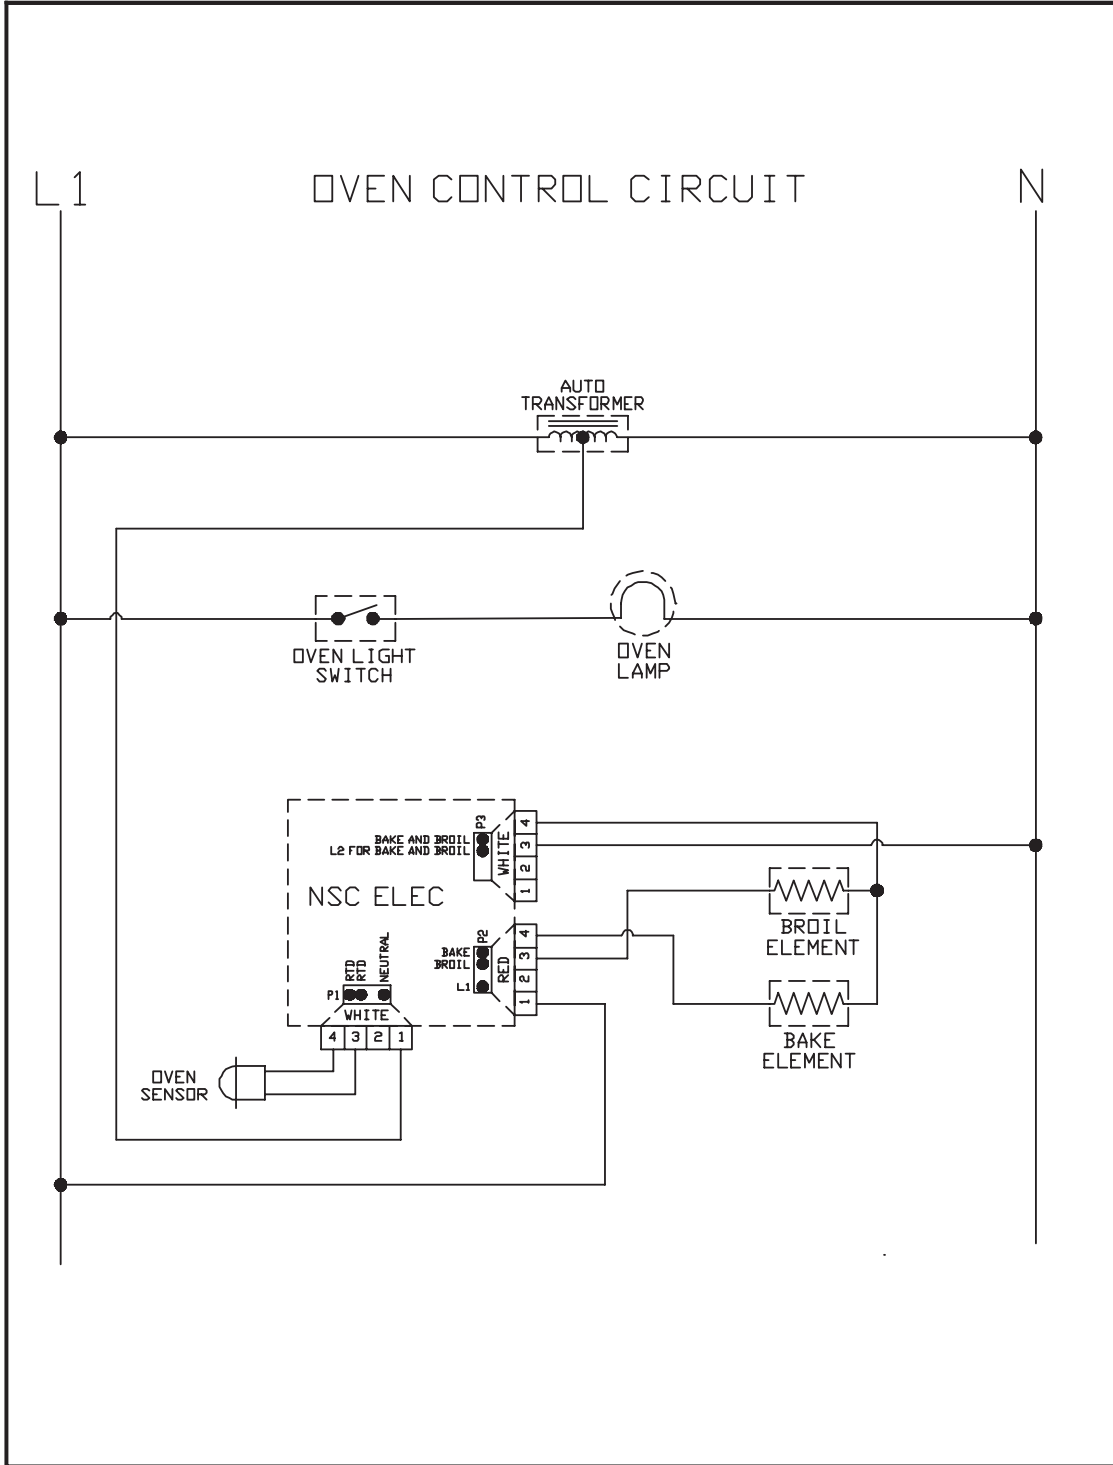 L1
OVEN CONTROL CIRCUIT
N
AUTO
TRANSFORMER
OVEN LIGHT
SWITCH
OVEN
LAMP
BAKE AND BROIL
L2 FOR BAKE AND BROIL
P3
WHITE
4
3
2
1
NSC ELEC
BAKE
BROIL
L1
P2
RED
4
3
2
1
BROIL
ELEMENT
BAKE
ELEMENT
RTD
RTD
NEUTRAL
P1
WHITE
4 3 2 1
OVEN
SENSOR